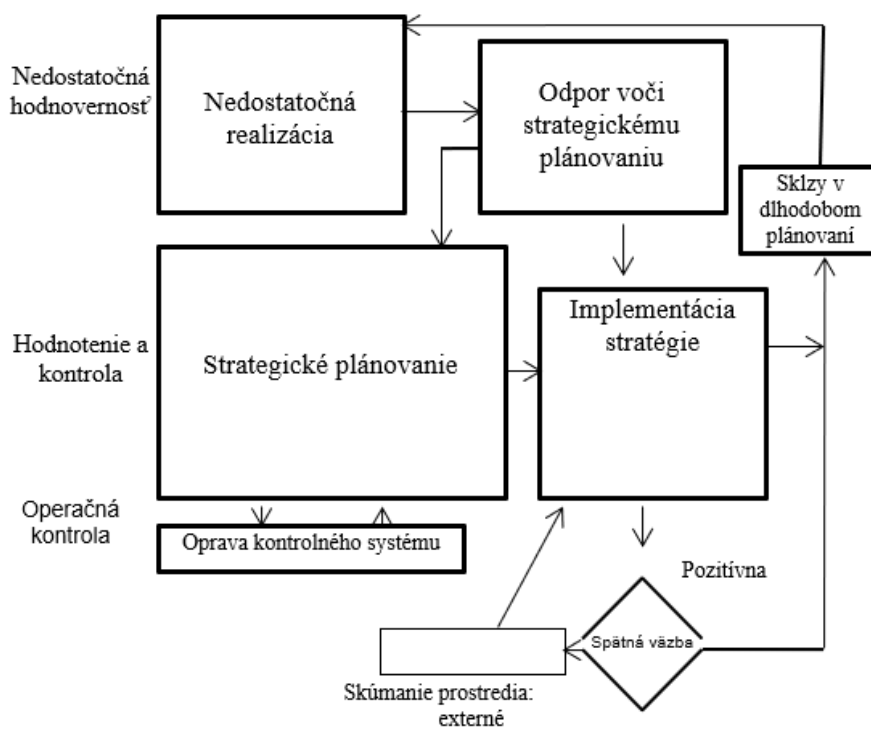 Nedostatočná
hodnovernosť
Nedostatočná
realizácia
Odpor voči
strategickému
plánovaniu
Sklzy v
dlhodobom
plánovaní
Hodnotenie a
kontrola
Strategické plánovanie
Implementácia
stratégie
Operačná
kontrola
Oprava kontrolného systému
Pozitívna
Spätná väzba
Skúmanie prostredia:
externé